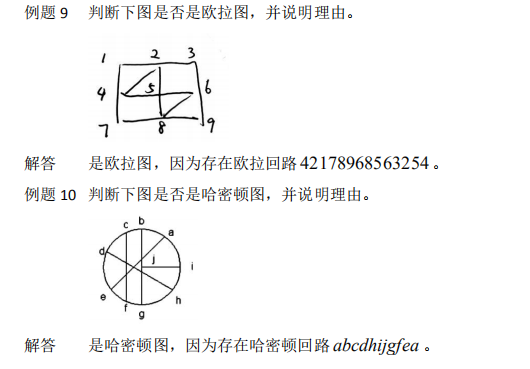 例题 9 判断下图是否是欧拉图，并说明理由。
1 2 3
4 5 6
7 8 9
解答 是欧拉图，因为存在欧拉回路 42178968563254 。
例题 10 判断下图是否是哈密顿图，并说明理由。
c b a
d j i
e f g h
解答 是哈密顿图，因为存在哈密顿回路 abcdhijgfea 。